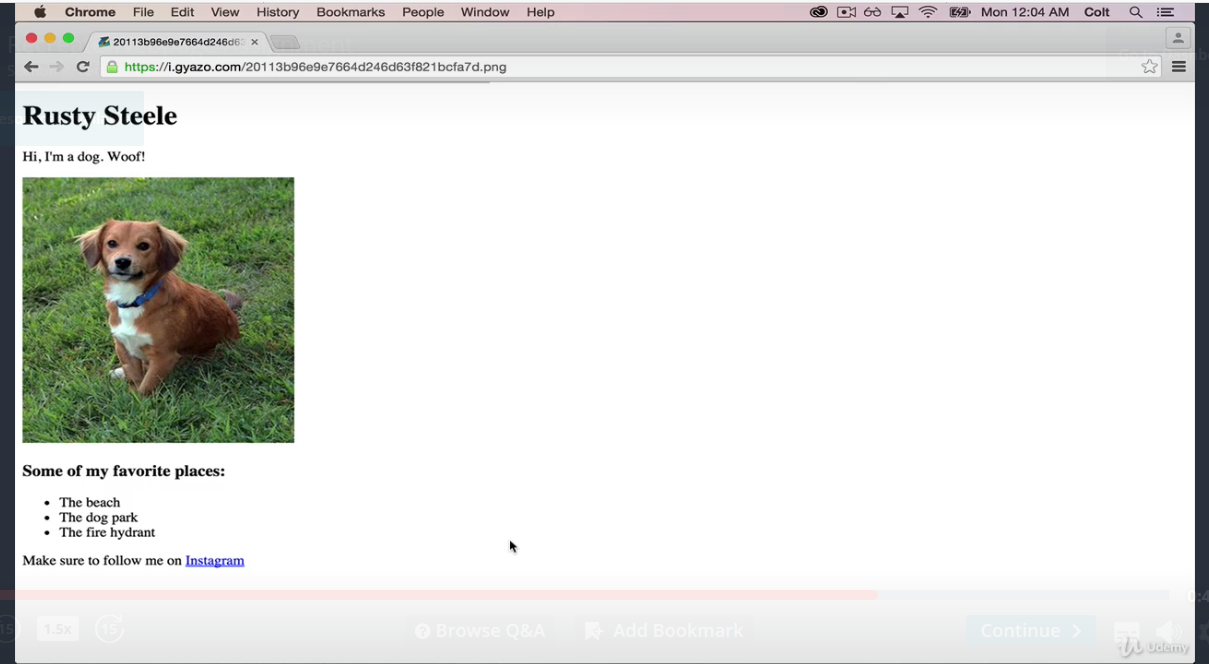 Chrome File Edit View History Bookmarks People Window Help Mon 12:04 AM Colt
20113b96e9e7664d246d63
https://i.gyazo.com/20113b96e9e7664d246d63f821bcfa7d.png
Rusty Steele
Hi, I'm a dog. Woof!
Some of my favorite places:
• The beach
• The dog park
• The fire hydrant
Make sure to follow me on Instagram
15 1.5x 15 Browse Q&A Add Bookmark Continue
Udemy